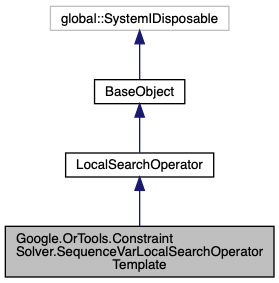 global::SystemIDisposable
BaseObject
LocalSearchOperator
Google.OrTools.Constraint
Solver.SequenceVarLocalSearchOperator
Template